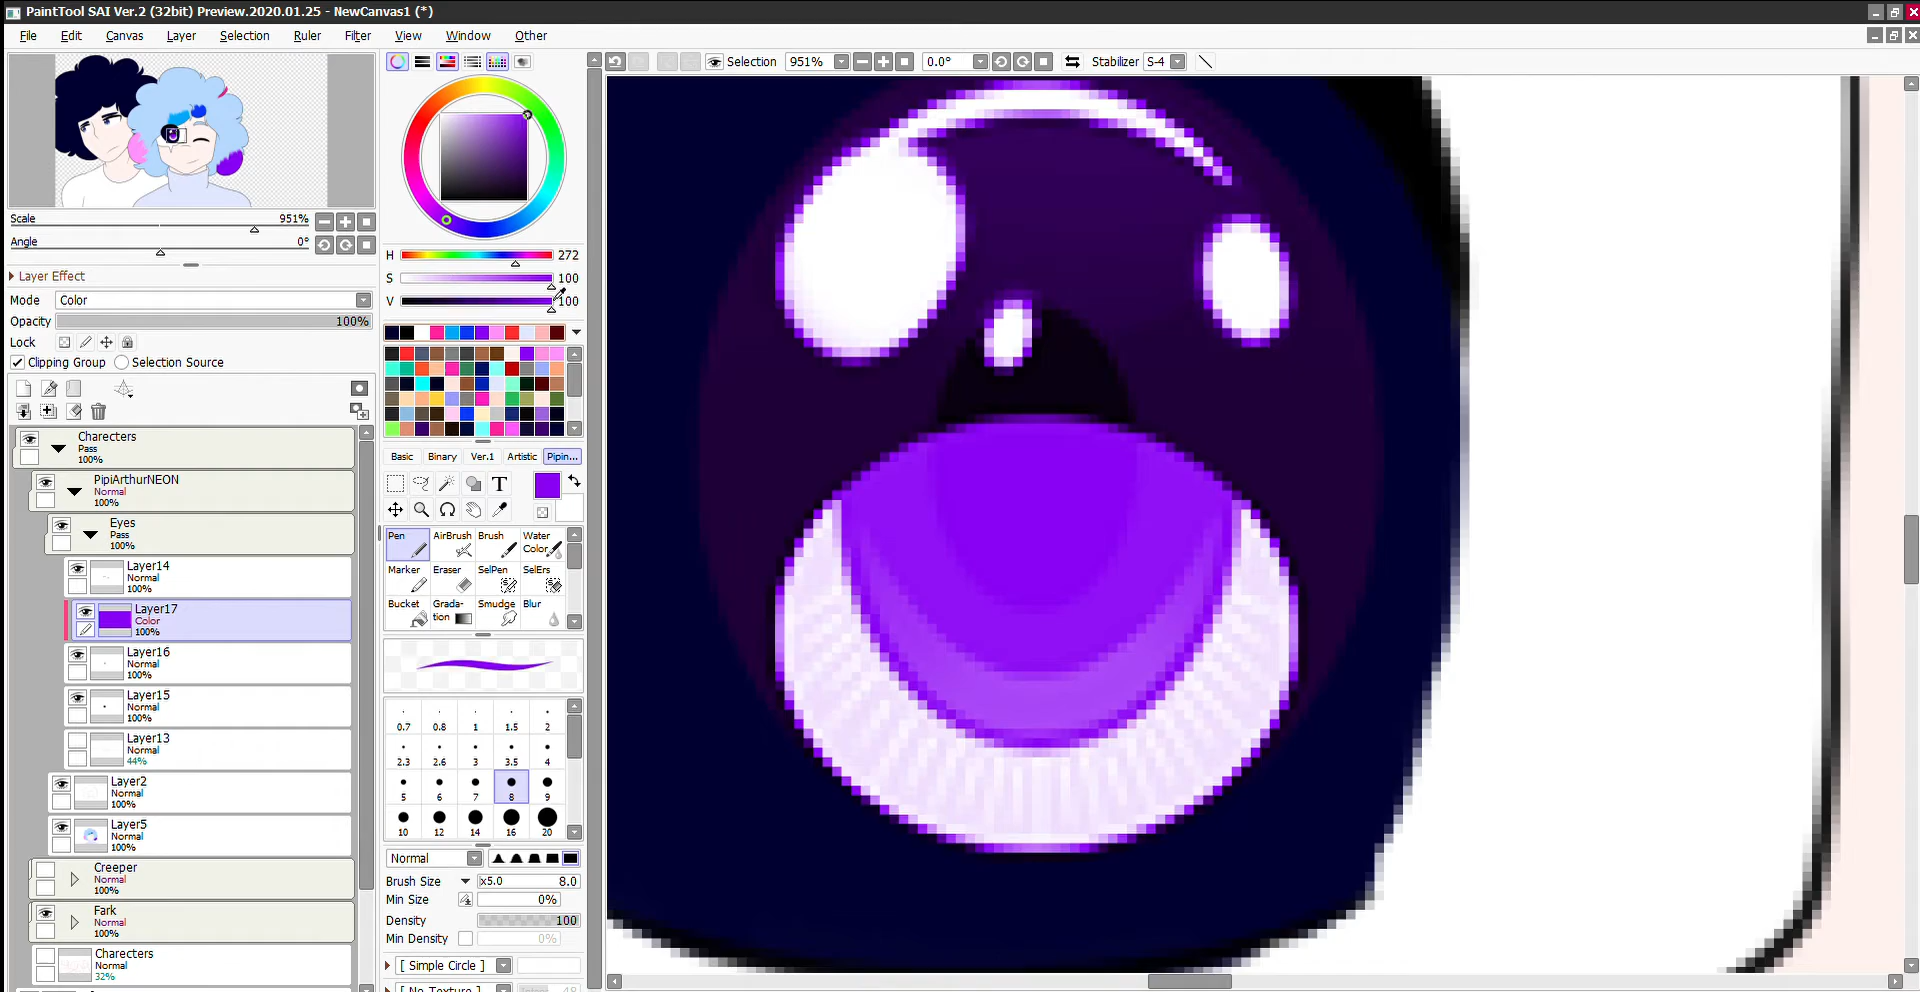 PaintTool SAI Ver.2 (32bit) Preview.2020.01.25 - NewCanvas1 (*)
File Edit Canvas Layer Selection Ruler Filter View Window Other
Selection 951% 0.0° Stabilizer S-4
Scale 951%
Angle 0°
Layer Effect
Mode Color
Opacity 100%
Lock
Clipping Group Selection Source
Charecters
Pass
100%
PipiArthurNEON
Normal
100%
Eyes
Pass
100%
Layer14
Normal
100%
Layer17
Color
100%
Layer16
Normal
100%
Layer15
Normal
100%
Layer13
Normal
44%
Layer2
Normal
100%
Layer5
Normal
100%
Creeper
Normal
100%
Fark
Normal
100%
Charecters
Normal
32%
H 272
S 100
V 100
Basic Binary Ver.1 Artistic Pipin...
T
Pen AirBrush Brush Water
Color
Marker Eraser SelPen SelErs
Bucket Grada-
tion Smudge Blur
0.7 0.8 1 1.5 2
2.3 2.6 3 3.5 4
5 6 7 8 9
10 12 14 16 20
Normal
Brush Size x5.0 8.0
Min Size 0%
Density 100
Min Density 0%
[ Simple Circle ]
[ No Texture ]